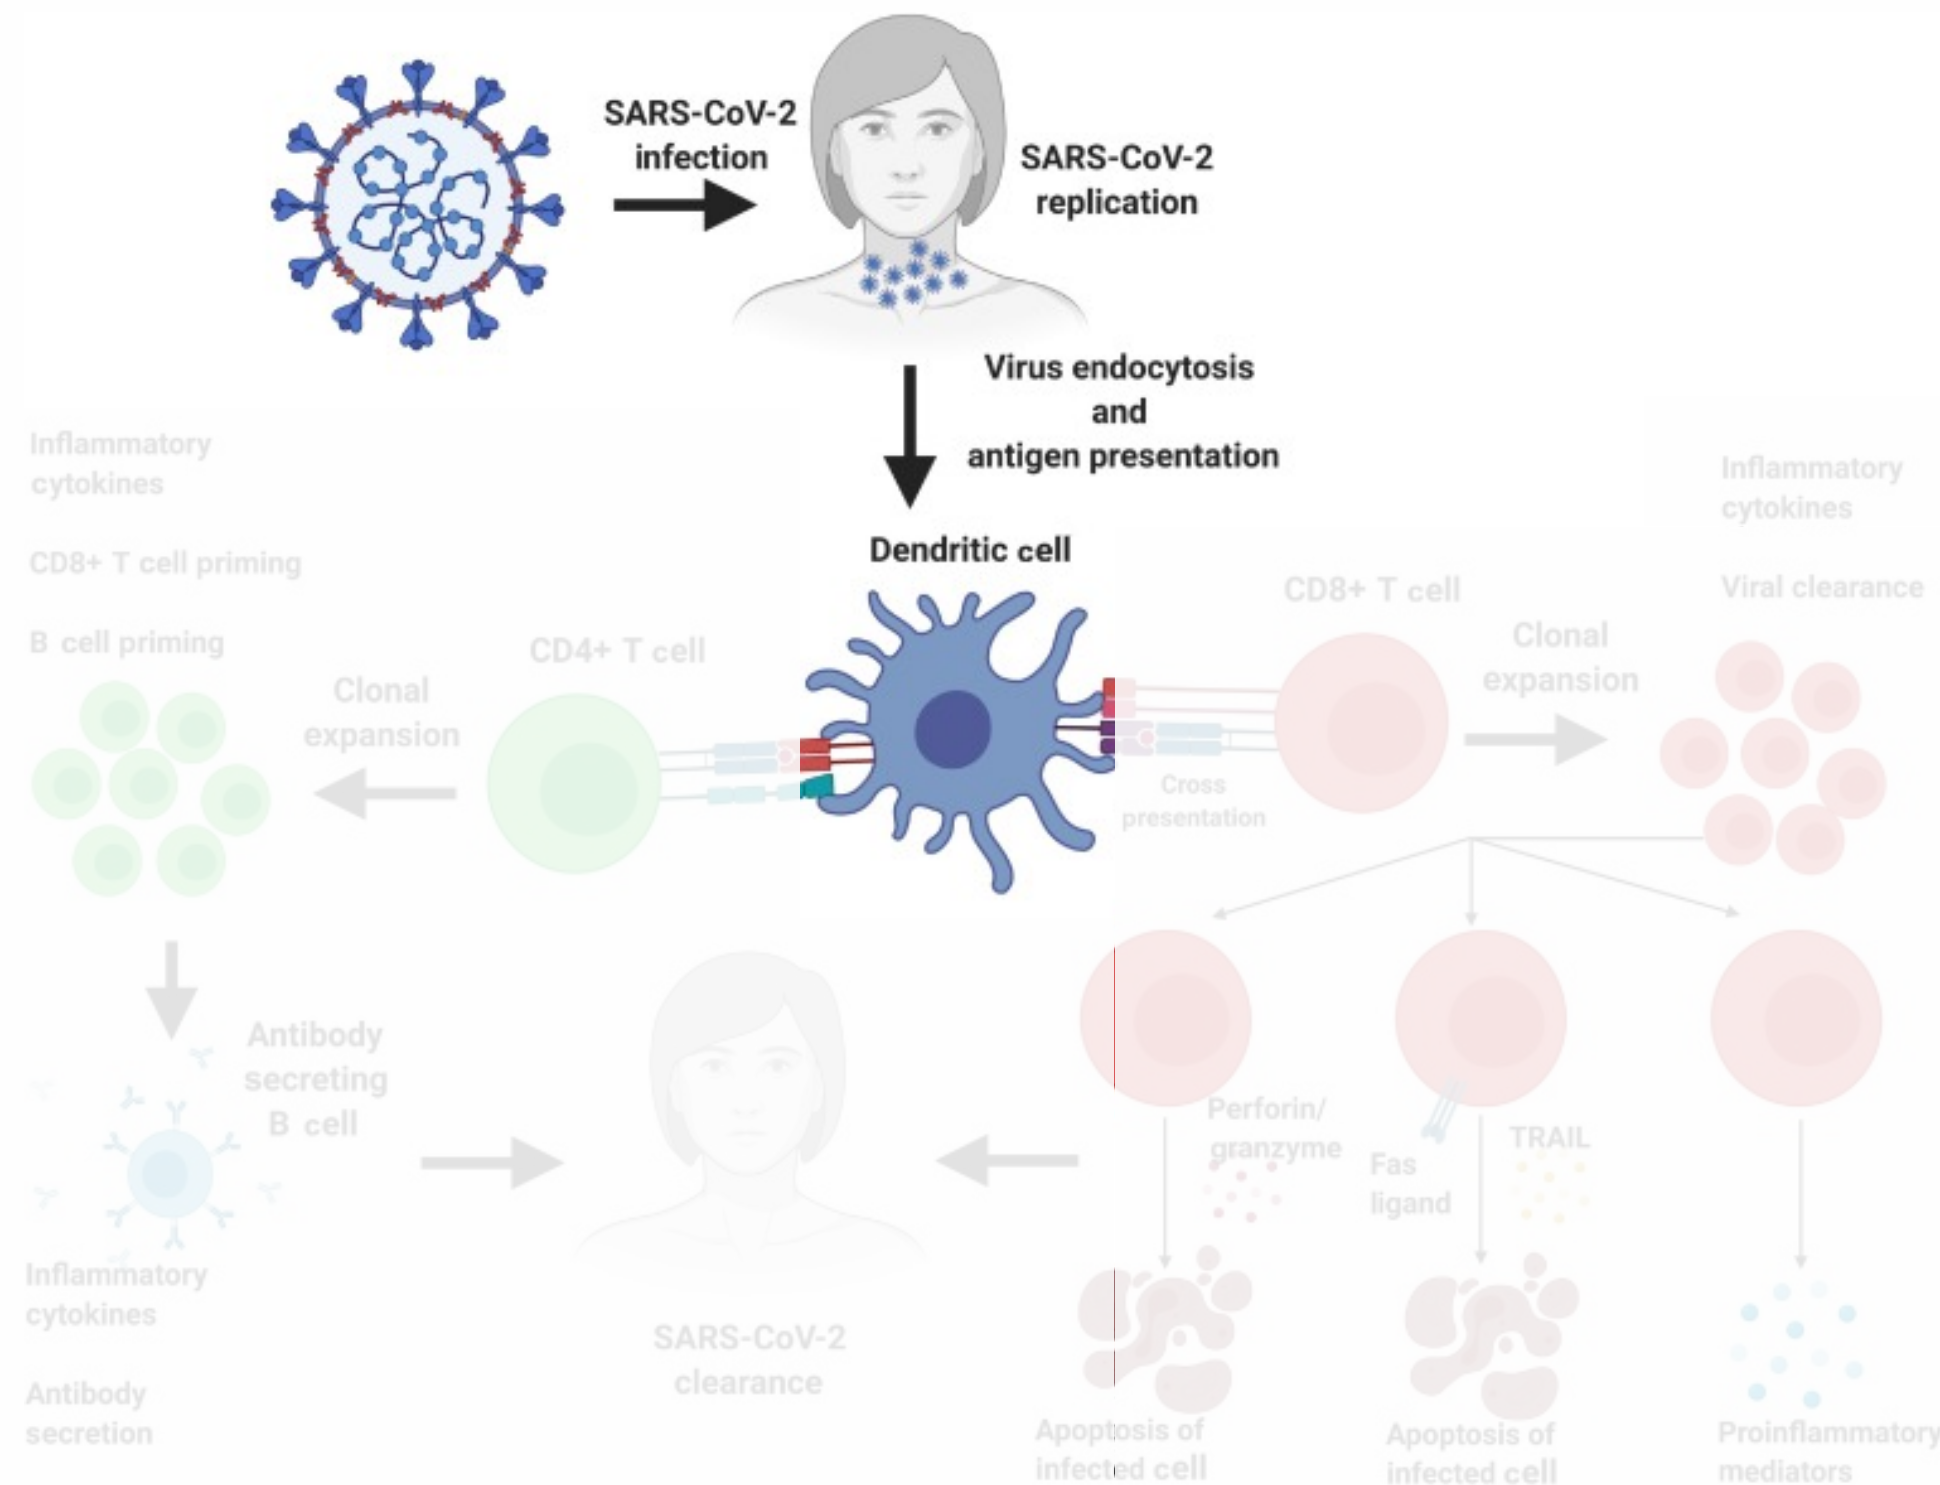 SARS-CoV-2
infection
SARS-CoV-2
replication
Virus endocytosis
and
antigen presentation
Dendritic cell
Inflammatory
cytokines
CD8+ T cell priming
B cell priming
Clonal
expansion
CD4+ T cell
CD8+ T cell
Cross
presentation
Clonal
expansion
Inflammatory
cytokines
Viral clearance
Antibody
secreting
B cell
Inflammatory
cytokines
Antibody
secretion
SARS-CoV-2
clearance
Perforin/
granzyme
Fas
ligand
TRAIL
Apoptosis of
infected cell
Apoptosis of
infected cell
Proinflammatory
mediators